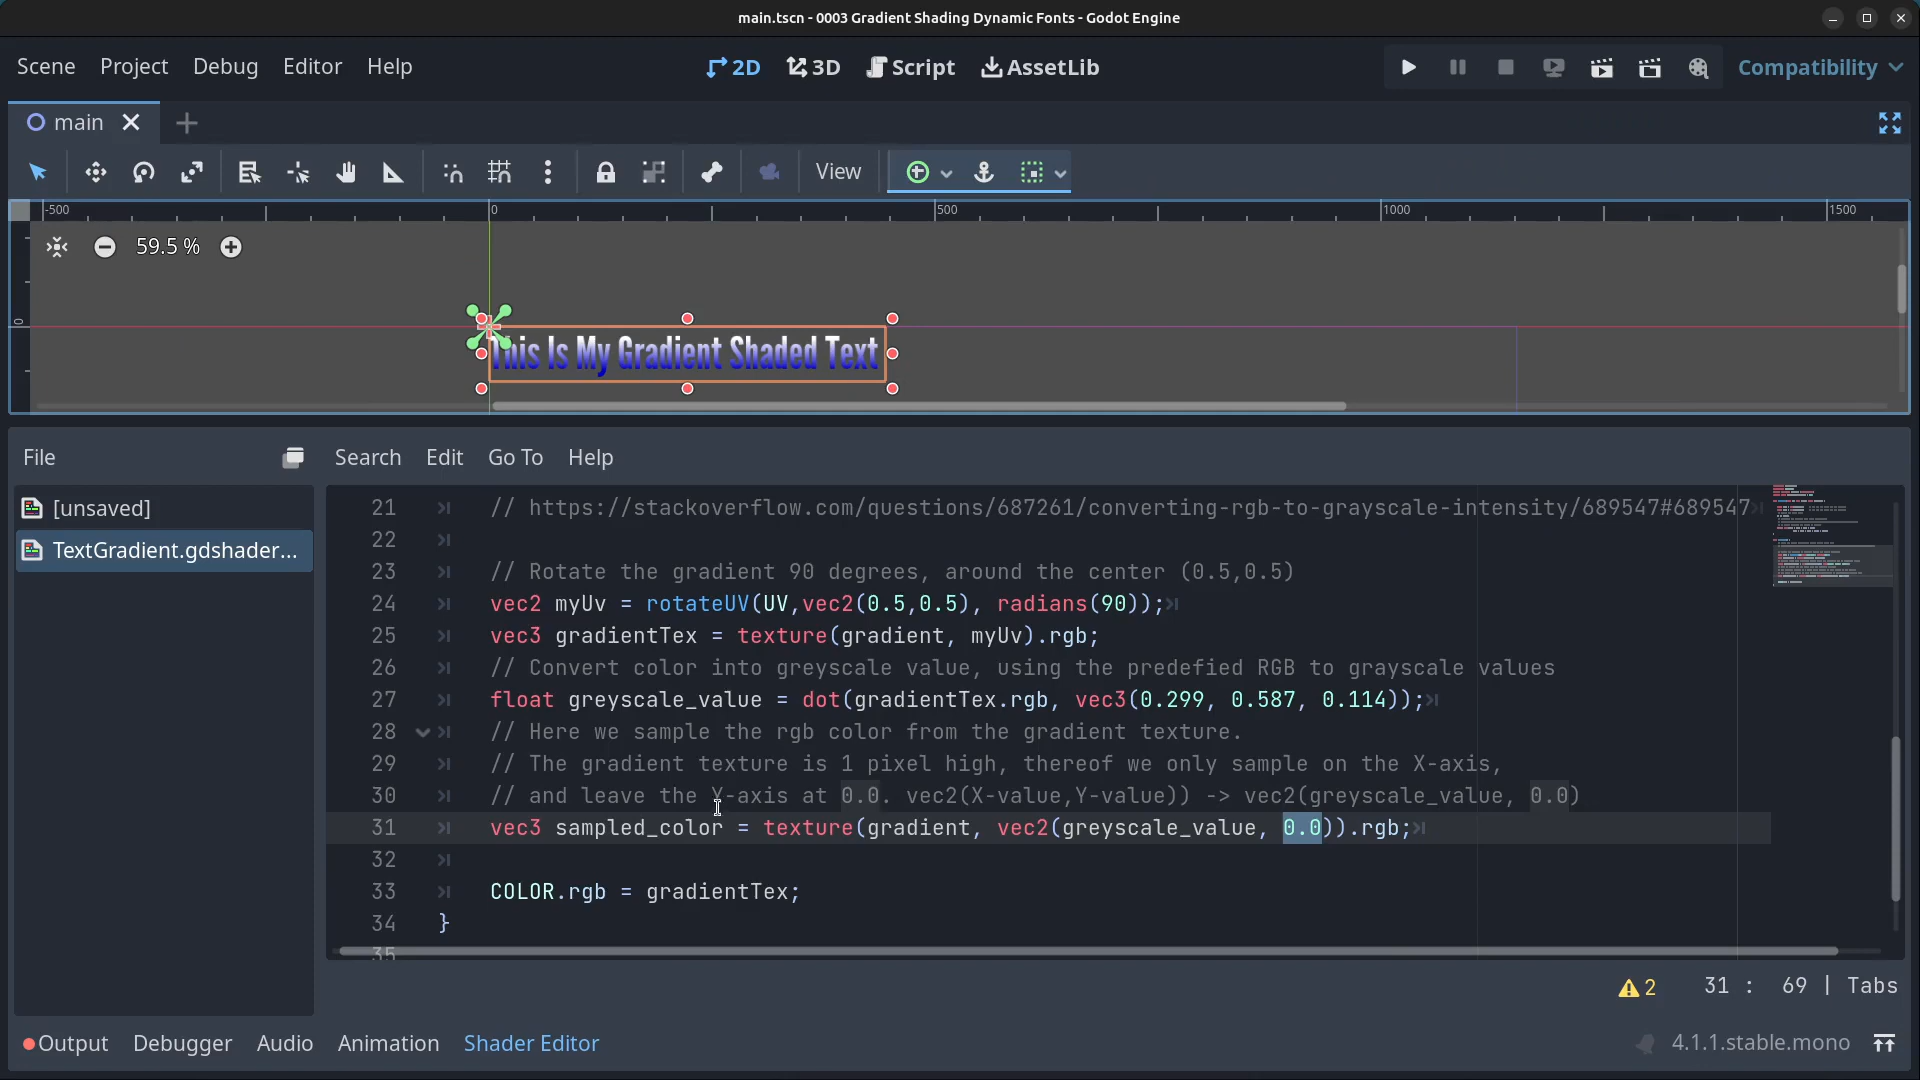 main.tscn - 0003 Gradient Shading Dynamic Fonts - Godot Engine
Scene Project Debug Editor Help 2D 3D Script AssetLib Compatibility
main
View
-500 0 500 1000 1500
59.5 %
0
This Is My Gradient Shaded Text
File Search Edit Go To Help
[unsaved]
TextGradient.gdshader...
21 // https://stackoverflow.com/questions/687261/converting-rgb-to-grayscale-intensity/689547#689547
22
23 // Rotate the gradient 90 degrees, around the center (0.5,0.5)
24 vec2 myUv = rotateUV(UV,vec2(0.5,0.5), radians(90));
25 vec3 gradientTex = texture(gradient, myUv).rgb;
26 // Convert color into greyscale value, using the predefied RGB to grayscale values
27 float greyscale_value = dot(gradientTex.rgb, vec3(0.299, 0.587, 0.114));
28 // Here we sample the rgb color from the gradient texture.
29 // The gradient texture is 1 pixel high, thereof we only sample on the X-axis,
30 // and leave the Y-axis at 0.0. vec2(X-value,Y-value)) -> vec2(greyscale_value, 0.0)
31 vec3 sampled_color = texture(gradient, vec2(greyscale_value, 0.0)).rgb;
32
33 COLOR.rgb = gradientTex;
34 }
35
2 31 : 69 | Tabs
Output Debugger Audio Animation Shader Editor 4.1.1.stable.mono